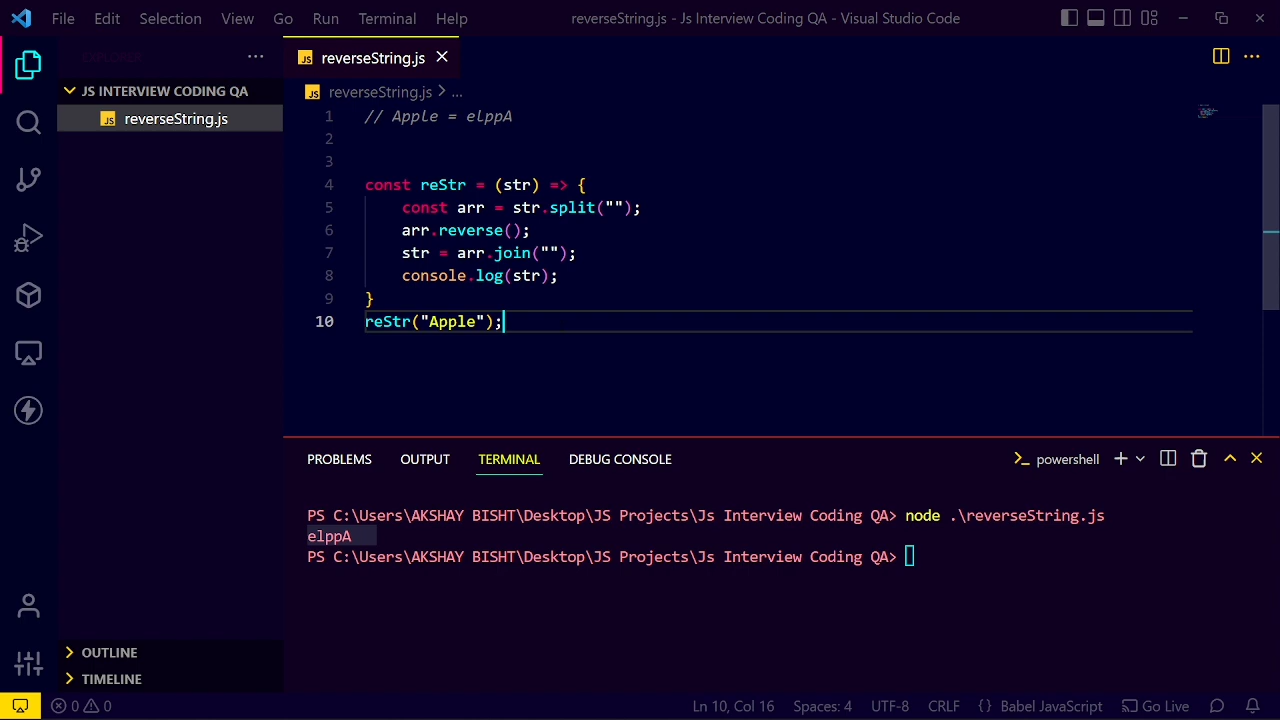 File Edit Selection View Go Run Terminal Help reverseString.js - Js Interview Coding QA - Visual Studio Code
EXPLORER
JS reverseString.js
JS INTERVIEW CODING QA
JS reverseString.js
JS reverseString.js > ...
1 // Apple = elppA
2
3
4 const reStr = (str) => {
5 const arr = str.split("");
6 arr.reverse();
7 str = arr.join("");
8 console.log(str);
9 }
10 reStr("Apple");
PROBLEMS OUTPUT TERMINAL DEBUG CONSOLE powershell
PS C:\Users\AKSHAY BISHT\Desktop\JS Projects\Js Interview Coding QA> node .\reverseString.js
elppA
PS C:\Users\AKSHAY BISHT\Desktop\JS Projects\Js Interview Coding QA>
OUTLINE
TIMELINE
0 0 Ln 10, Col 16 Spaces: 4 UTF-8 CRLF {} Babel JavaScript Go Live